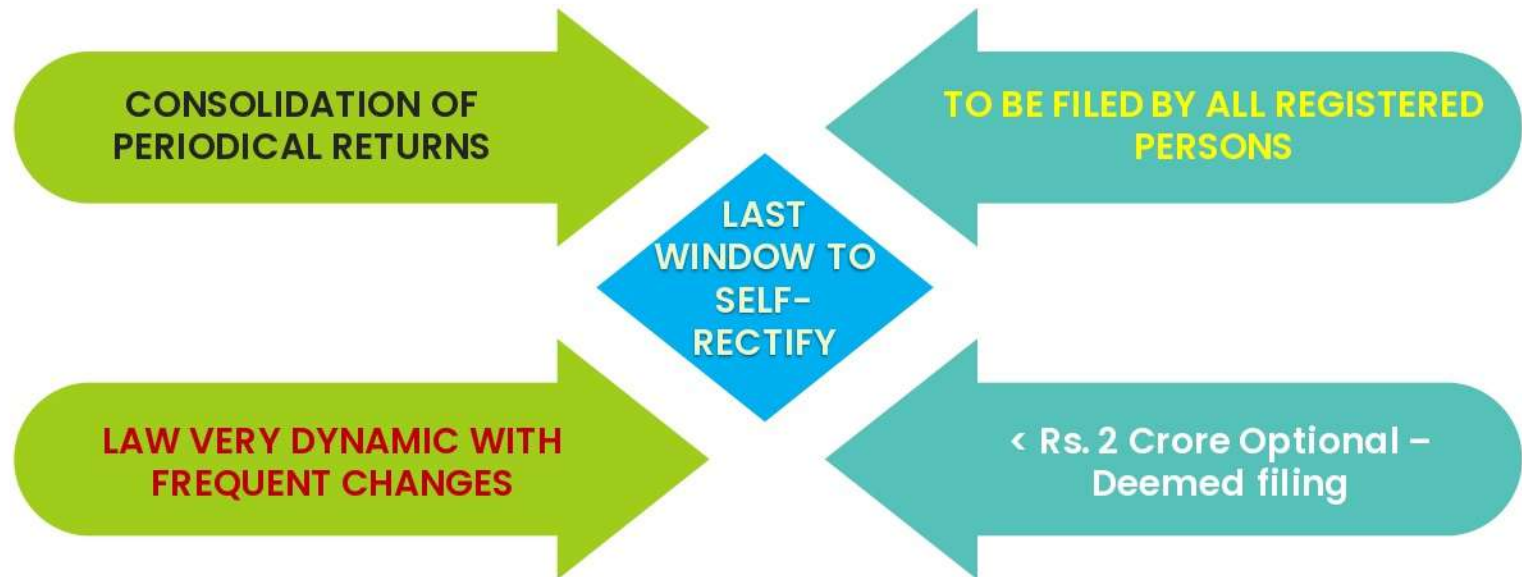 CONSOLIDATION OF
PERIODICAL RETURNS
TO BE FILED BY ALL REGISTERED
PERSONS
LAST
WINDOW TO
SELF-
RECTIFY
LAW VERY DYNAMIC WITH
FREQUENT CHANGES
< Rs. 2 Crore Optional –
Deemed filing